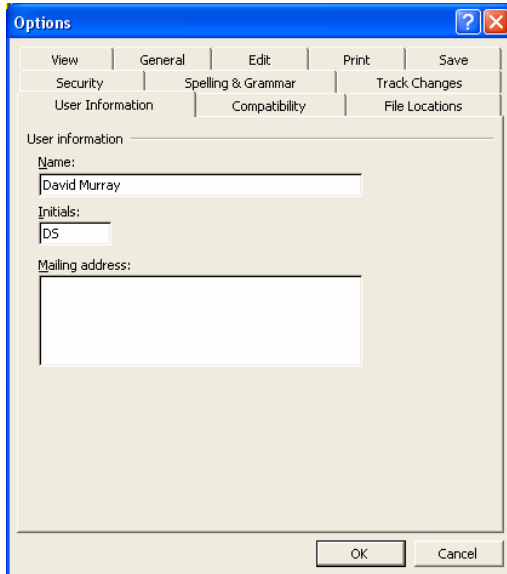 Options
View General Edit Print Save
Security Spelling & Grammar Track Changes
User Information Compatibility File Locations
User information
Name:
David Murray
Initials:
DS
Mailing address:
OK Cancel